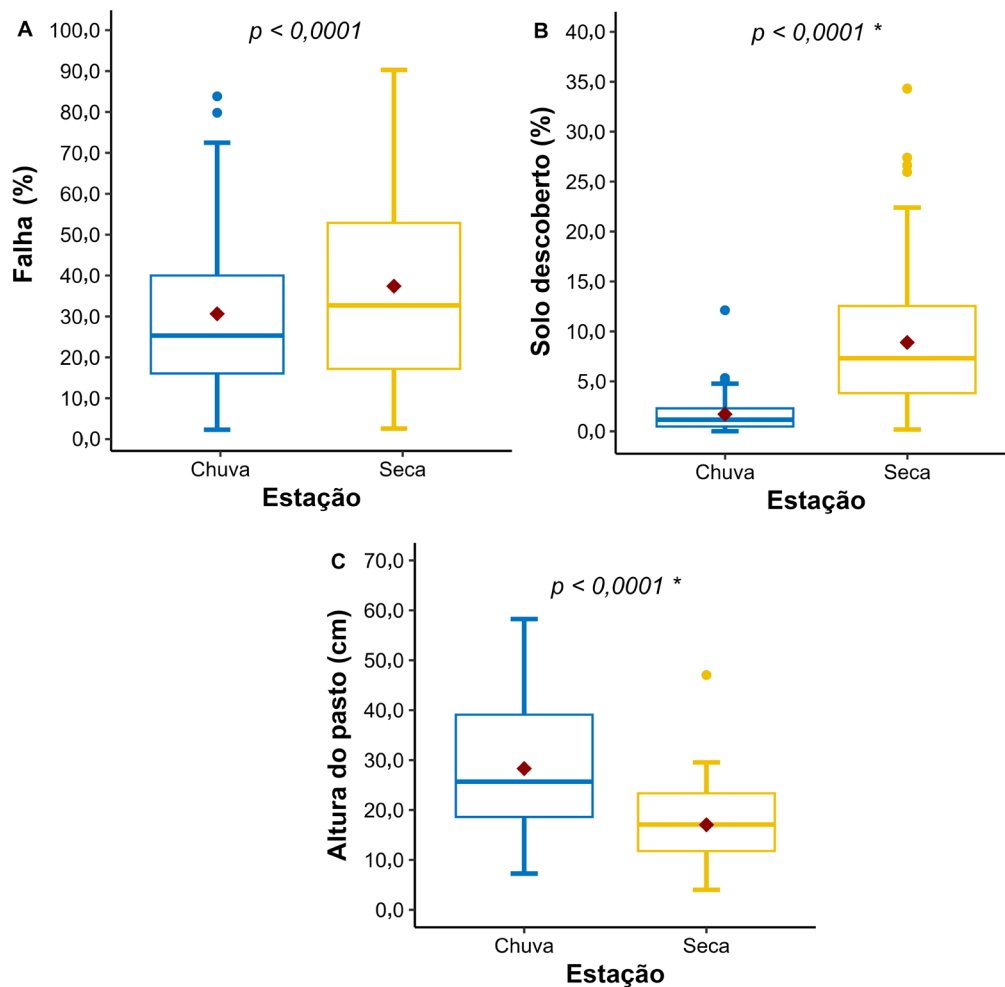 A
p < 0,0001
100,0
90,0
80,0
70,0
60,0
50,0
40,0
30,0
20,0
10,0
0,0
Falha (%)
Chuva
Seca
Estação
B
p < 0,0001 *
40,0
35,0
30,0
25,0
20,0
15,0
10,0
5,0
0,0
Solo descoberto (%)
Chuva
Seca
Estação
C
p < 0,0001 *
70,0
60,0
50,0
40,0
30,0
20,0
10,0
0,0
Altura do pasto (cm)
Chuva
Seca
Estação